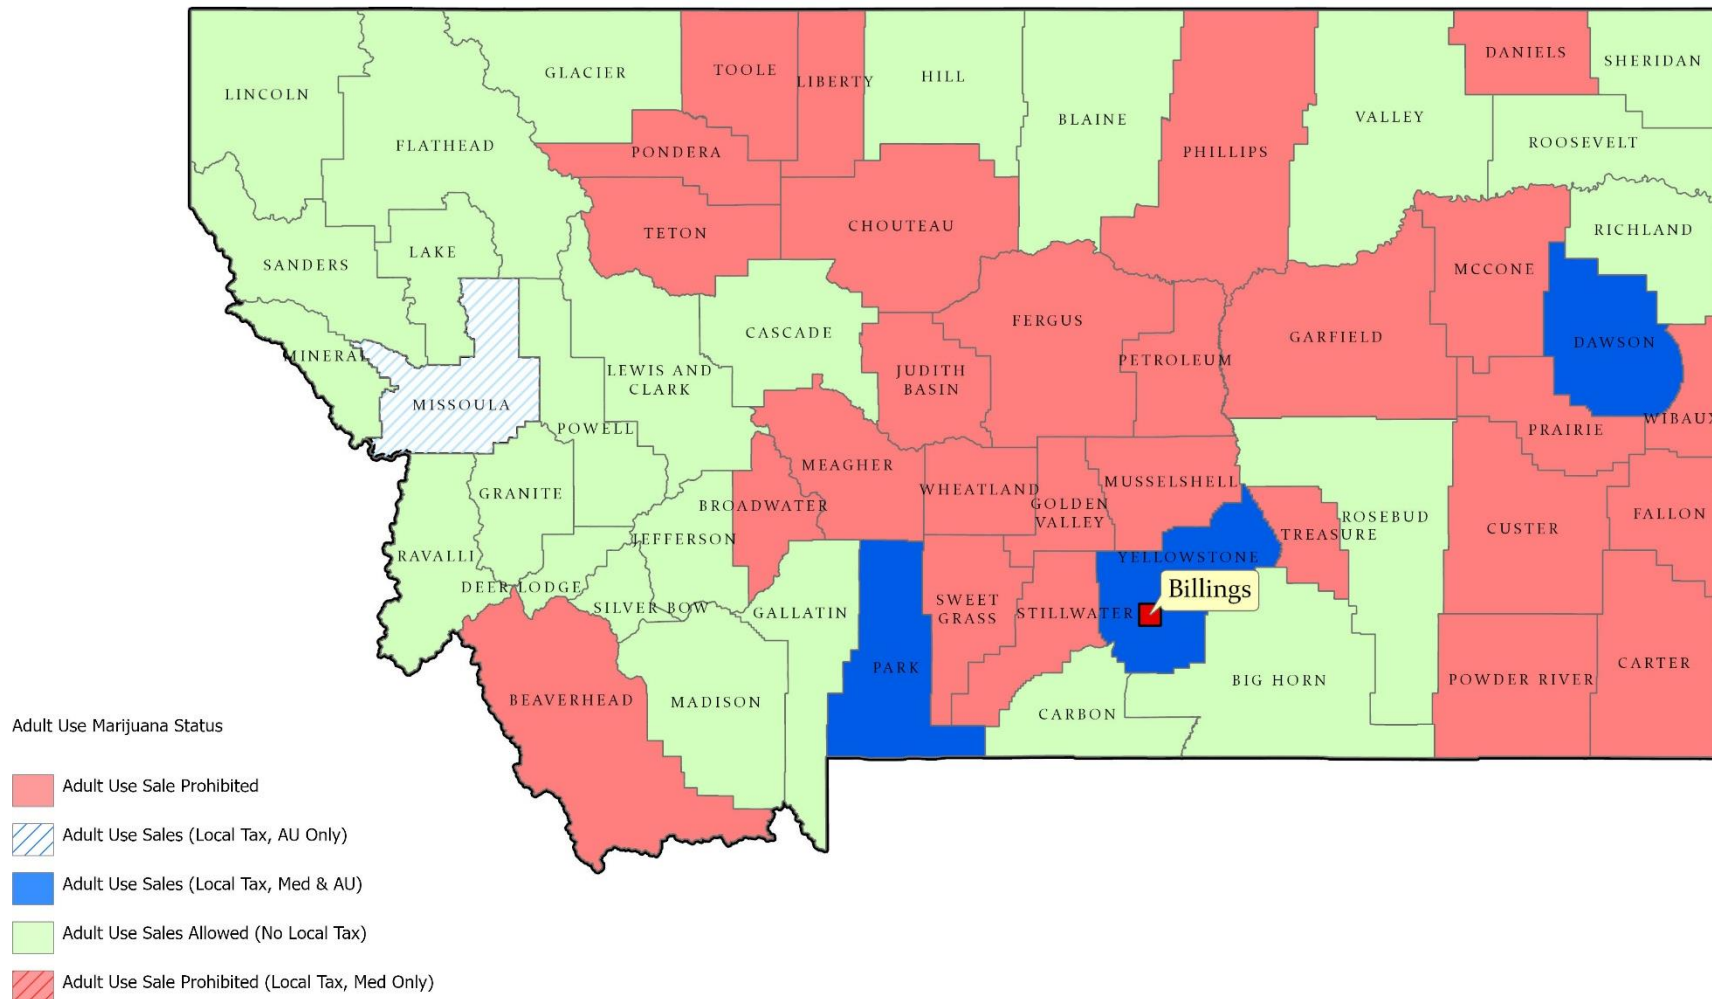 GLACIER
TOOLE
LIBERTY
HILL
DANIELS
SHERIDAN
LINCOLN
BLAINE
VALLEY
FLATHEAD
PONDERA
PHILLIPS
ROOSEVELT
TETON
CHOUTEAU
RICHLAND
LAKE
SANDERS
MCCONE
CASCADE
FERGUS
GARFIELD
DAWSON
MINERAL
PETROLEUM
LEWIS AND
CLARK
JUDITH
BASIN
MISSOULA
WIBAUX
POWELL
PRAIRIE
MEAGHER
GRANITE
BROADWATER
WHEATLAND
GOLDEN
VALLEY
MUSSELSHELL
ROSEBUD
FALLON
CUSTER
TREASURE
JEFFERSON
RAVALLI
YELLOWSTONE
DEER LODGE
Billings
SILVER BOW
GALLATIN
SWEET
GRASS
STILLWATER
PARK
CARTER
BIG HORN
POWDER RIVER
BEAVERHEAD
MADISON
CARBON
Adult Use Marijuana Status
Adult Use Sale Prohibited
Adult Use Sales (Local Tax, AU Only)
Adult Use Sales (Local Tax, Med & AU)
Adult Use Sales Allowed (No Local Tax)
Adult Use Sale Prohibited (Local Tax, Med Only)